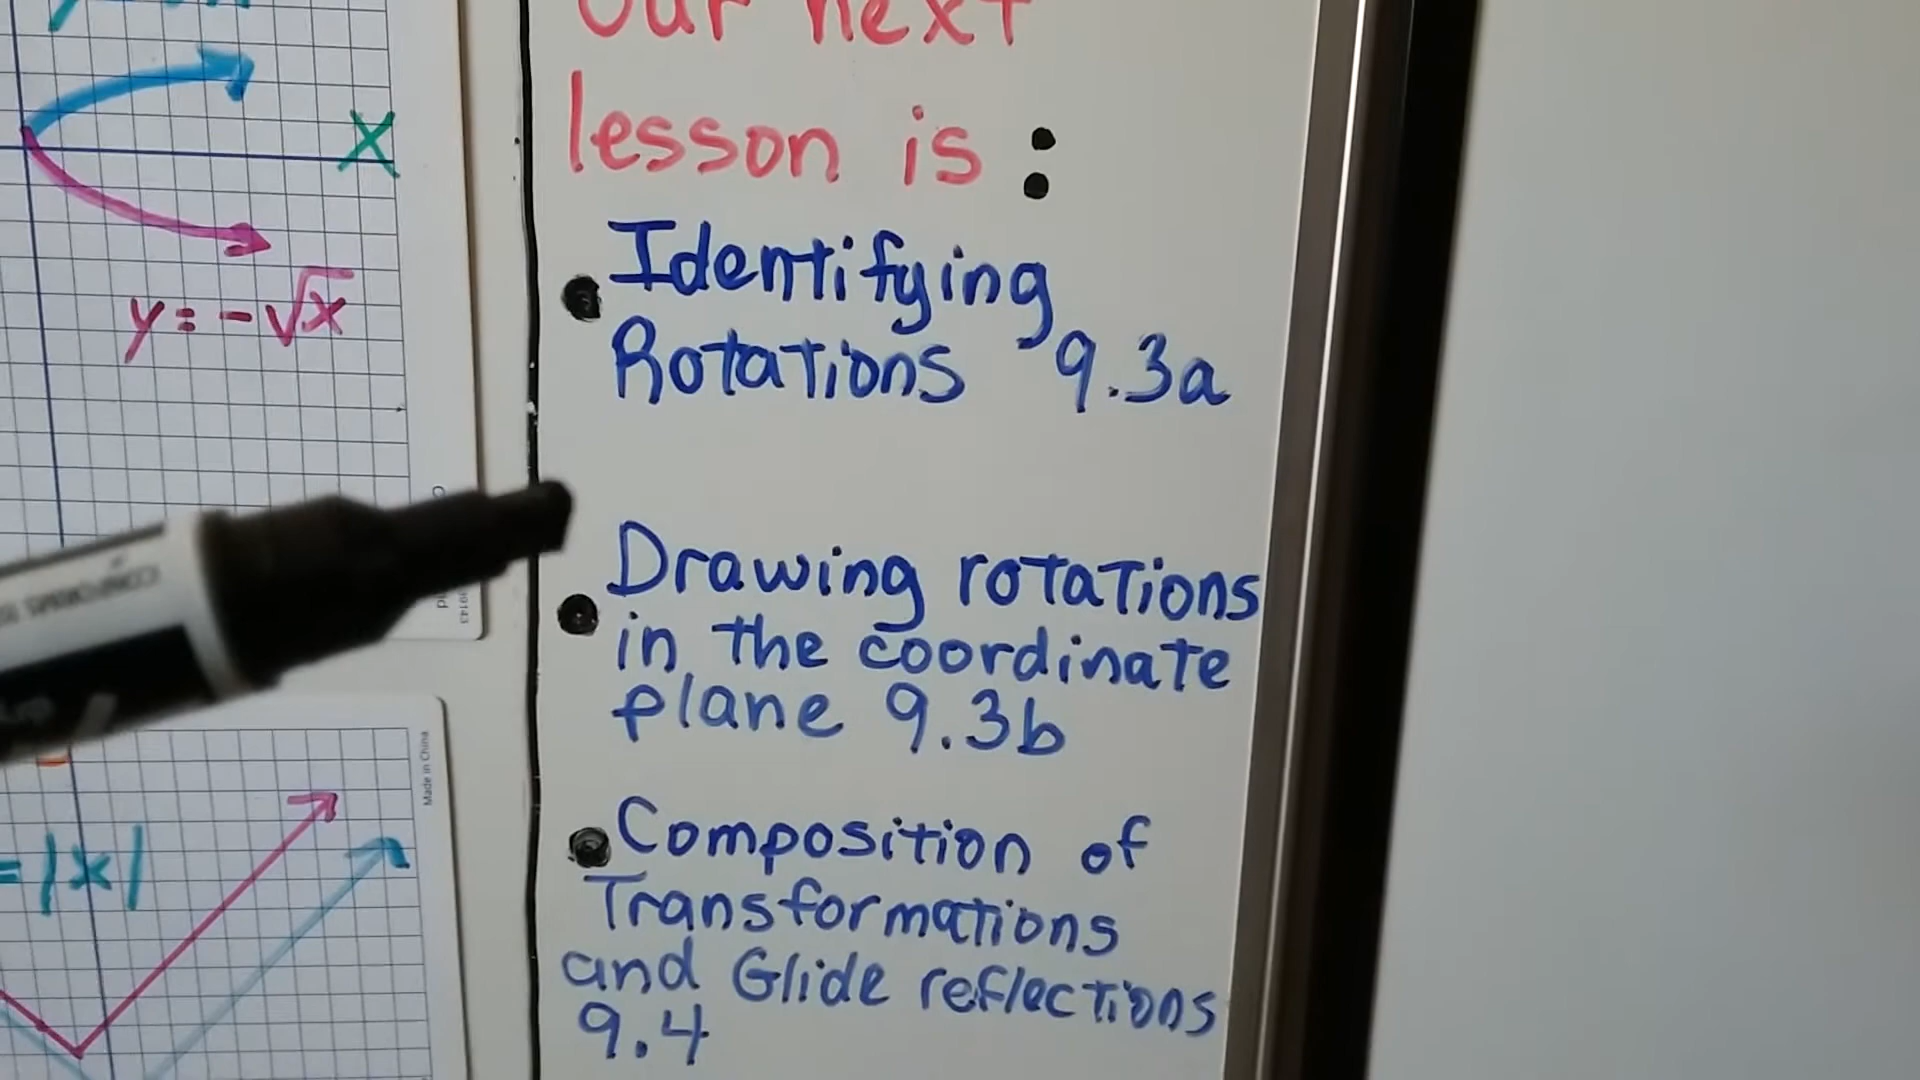 our next
lesson is :
X
y = -√x
Identifying
Rotations 9.3a
Drawing rotations
in the coordinate
plane 9.3b
Made in China
= |x|
Composition of
Transformations
and Glide reflections
9.4